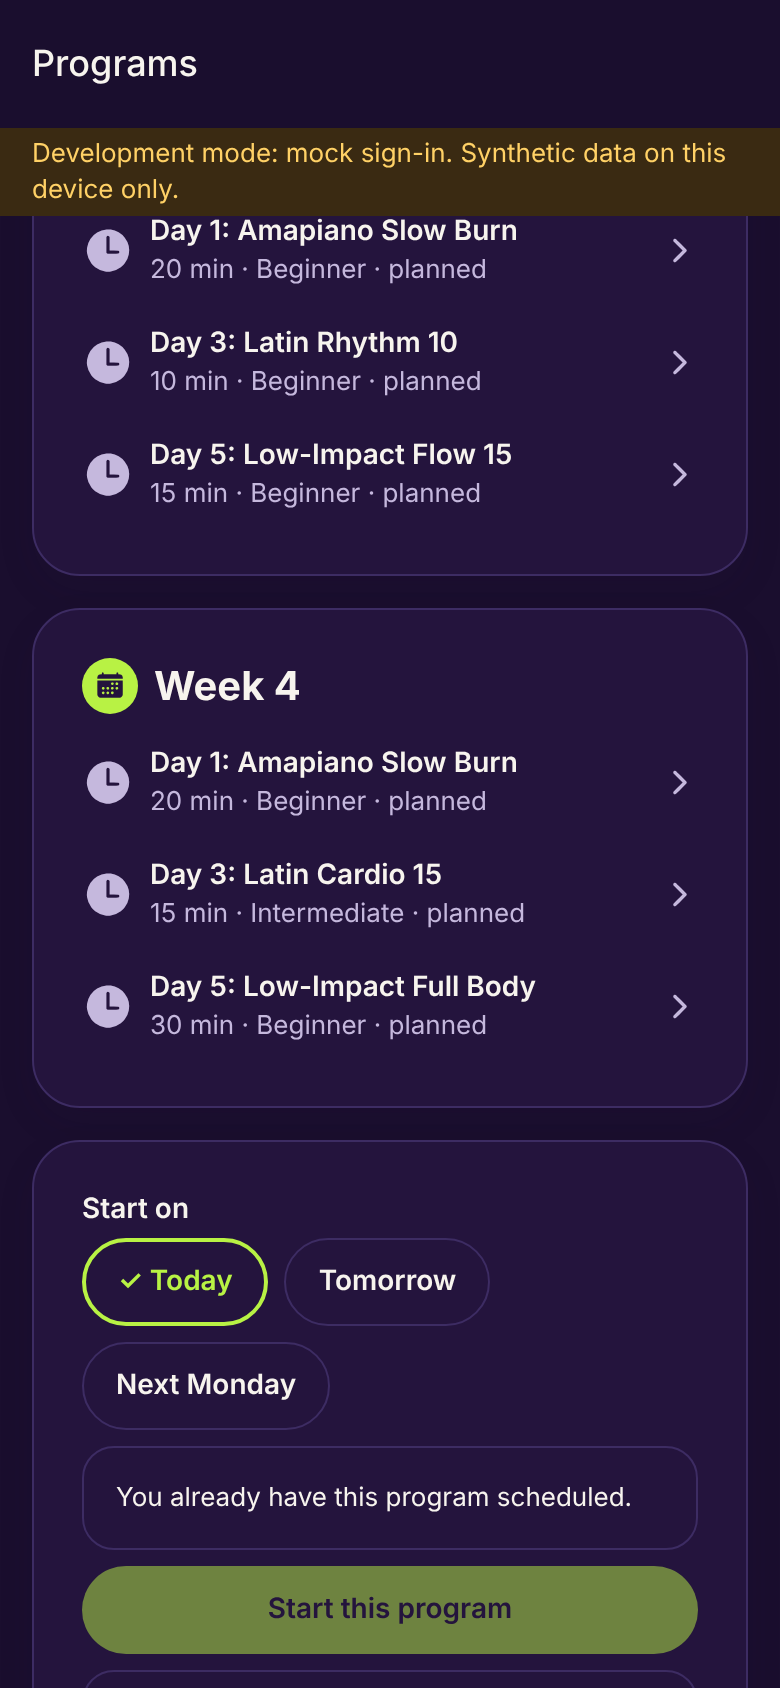 Programs
Development mode: mock sign-in. Synthetic data on this
device only.
Day 1: Amapiano Slow Burn
20 min · Beginner · planned
Day 3: Latin Rhythm 10
10 min · Beginner · planned
Day 5: Low-Impact Flow 15
15 min · Beginner · planned
Week 4
Day 1: Amapiano Slow Burn
20 min · Beginner · planned
Day 3: Latin Cardio 15
15 min · Intermediate · planned
Day 5: Low-Impact Full Body
30 min · Beginner · planned
Start on
✓ Today
Tomorrow
Next Monday
You already have this program scheduled.
Start this program